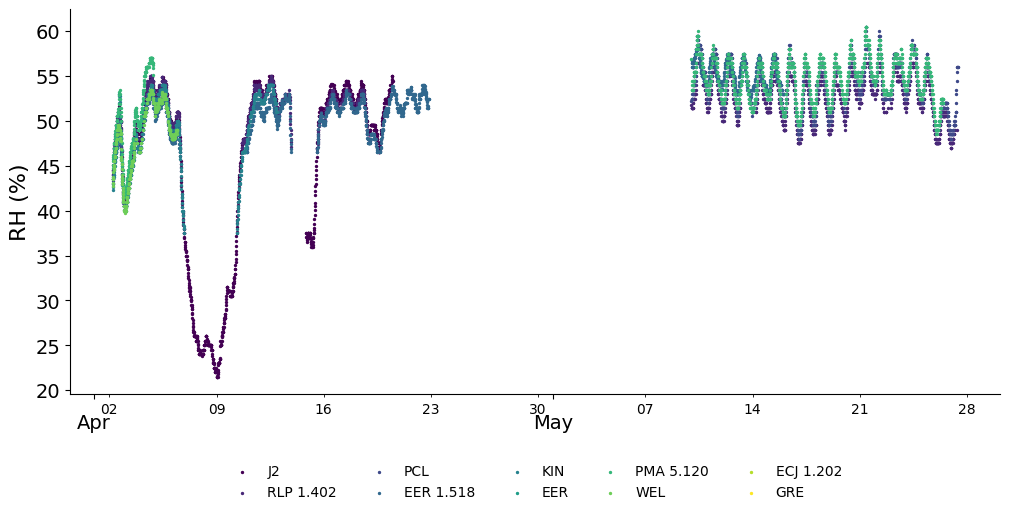 60
55
50
45
40
35
30
25
20
RH (%)
02 09 16 23 30 07 14 21 28
Apr May
J2 PCL KIN PMA 5.120 ECJ 1.202
RLP 1.402 EER 1.518 EER WEL GRE